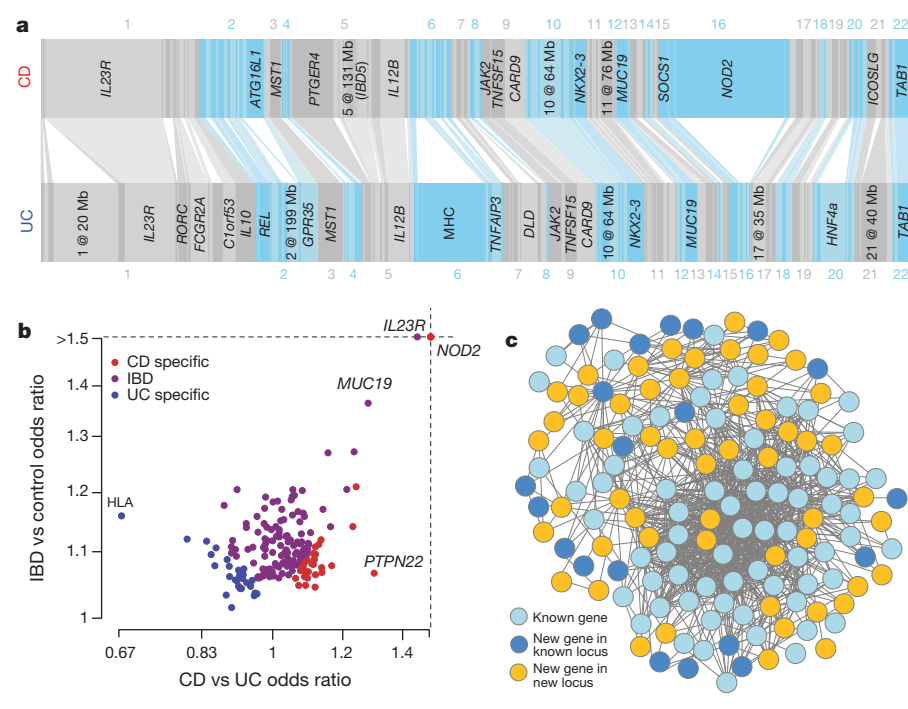 a
1 2 3 4 5 6 7 8 9 10 11 12 13 14 15 16 17 18 19 20 21 22
CD
IL23R
ATG16L1
MST1
PTGER4
5 @ 131 Mb
(IBD5)
IL12B
JAK2
TNFSF15
CARD9
10 @ 64 Mb
NKX2-3
11 @ 76 Mb
MUC19
SOCS1
NOD2
ICOSLG
TAB1
UC
1 @ 20 Mb
IL23R
RORC
FCGR2A
C1orf53
IL10
REL
2 @ 199 Mb
GPR35
MST1
IL12B
MHC
TNFAIP3
DLD
JAK2
TNFSF15
CARD9
10 @ 64 Mb
NKX2-3
MUC19
17 @ 35 Mb
HNF4a
21 @ 40 Mb
TAB1
1 2 3 4 5 6 7 8 9 10 11 12 13 14 15 16 17 18 19 20 21 22
b
IBD vs control odds ratio
>1.5
1.4
1.3
1.2
1.1
1
CD specific
IBD
UC specific
IL23R
NOD2
MUC19
HLA
PTPN22
0.67 0.83 1 1.2 1.4
CD vs UC odds ratio
c
Known gene
New gene in
known locus
New gene in
new locus